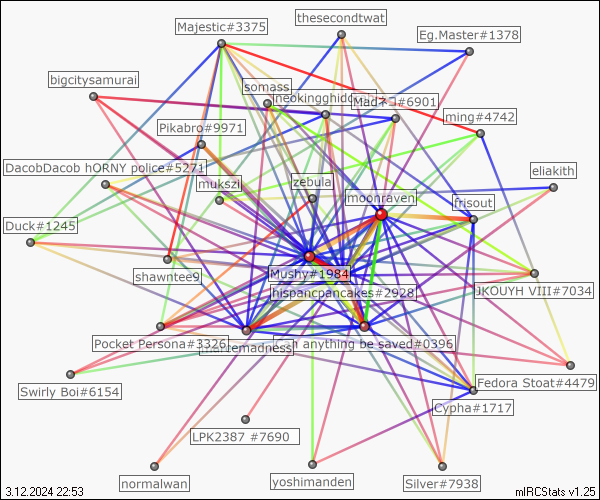 thesecondtwat
Majestic#3375
Eg.Master#1378
bigcitysamurai
somass
neokingghidorah
Madネコ#6901
ming#4742
Pikabro#9971
DacobDacob hORNY police#5271
eliakith
mukszi
zebula
moonraven
frisout
Duck#1245
shawntee9
Mushy#1984
hispancpancakes#2928
JKOUYH VIII#7034
Pocket Persona#3326
anything be saved#0396
Swirly Boi#6154
Fedora Stoat#4479
Cypha#1717
LPK2387 #7690
normalwan
yoshimanden
Silver#7938
3.12.2024 22:53
mIRCStats v1.25